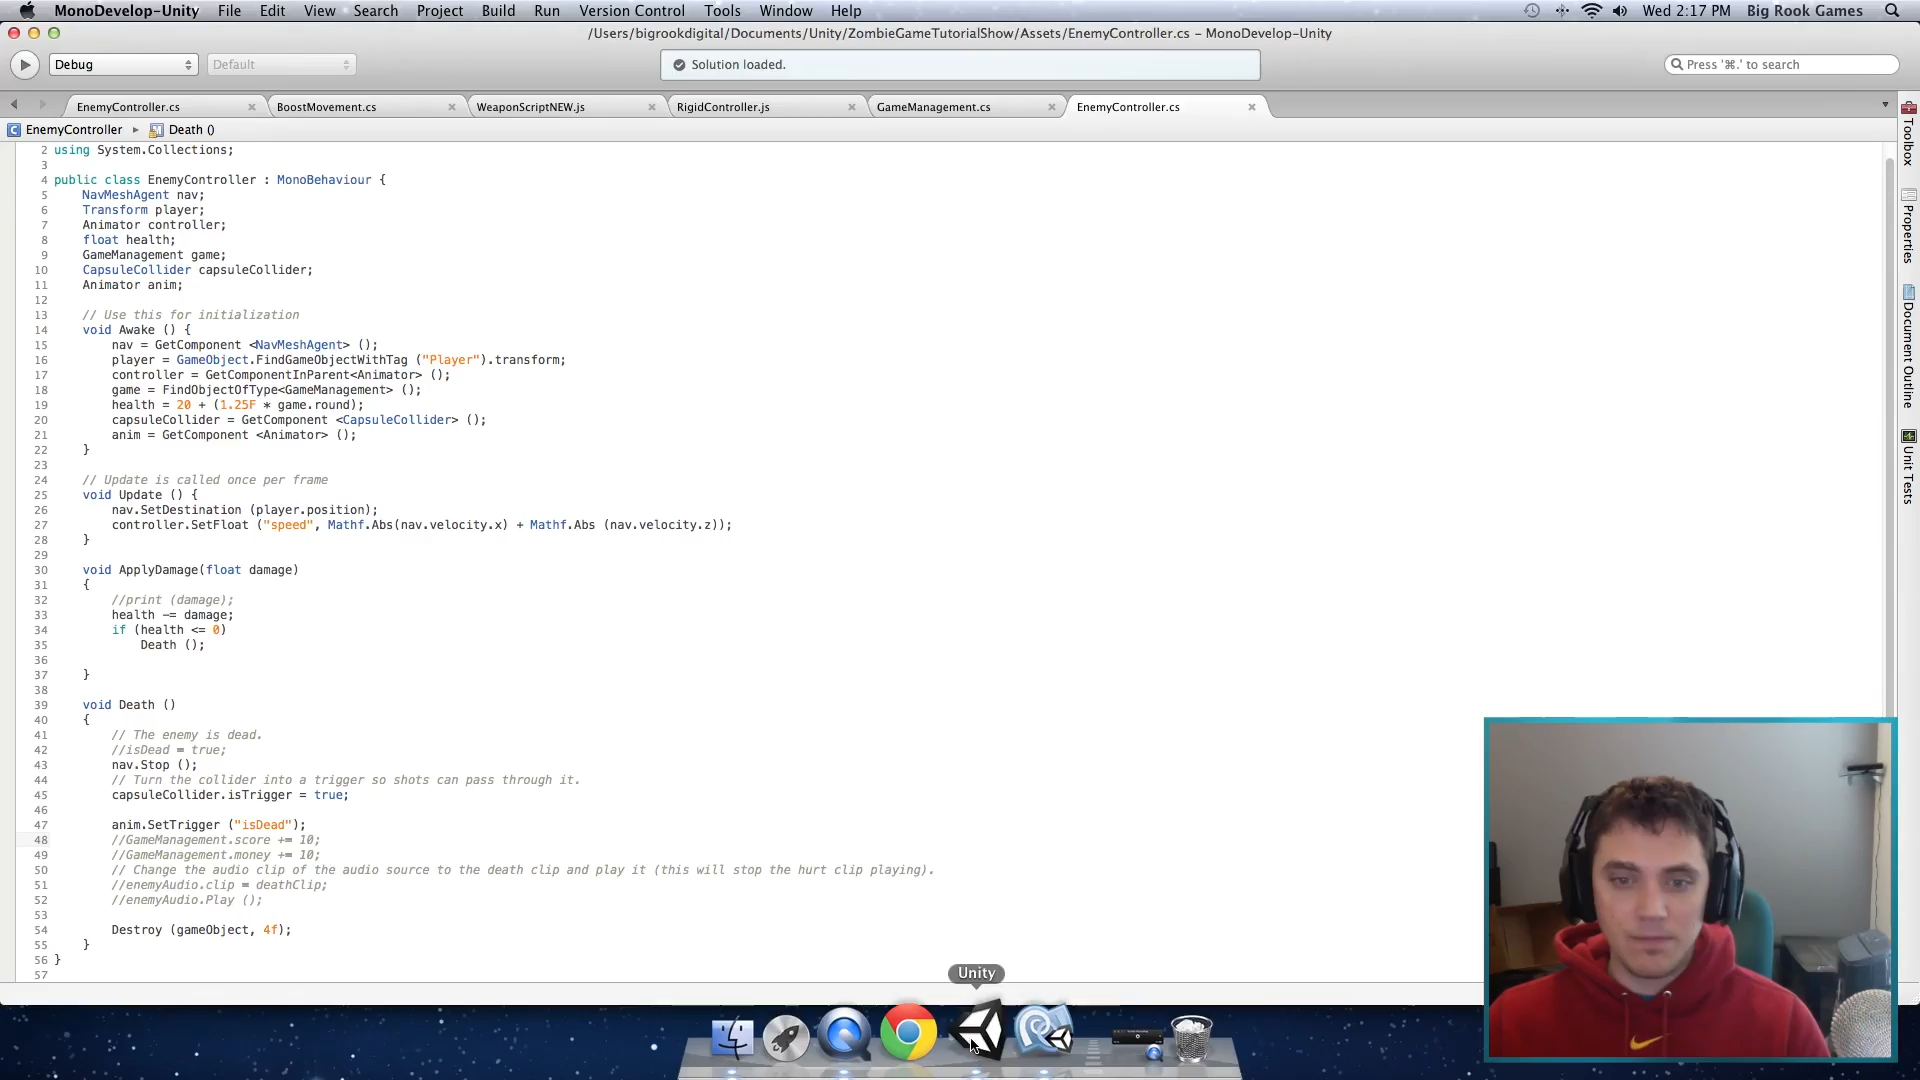 MonoDevelop-Unity File Edit View Search Project Build Run Version Control Tools Window Help Wed 2:17 PM Big Rook Games
/Users/bigrookdigital/Documents/Unity/ZombieGameTutorialShow/Assets/EnemyController.cs – MonoDevelop-Unity
Debug Default Solution loaded. Press '⌘.' to search
EnemyController.cs BoostMovement.cs WeaponScriptNEW.js RigidController.js GameManagement.cs EnemyController.cs
EnemyController Death ()
2 using System.Collections;
3
4 public class EnemyController : MonoBehaviour {
5 NavMeshAgent nav;
6 Transform player;
7 Animator controller;
8 float health;
9 GameManagement game;
10 CapsuleCollider capsuleCollider;
11 Animator anim;
12
13 // Use this for initialization
14 void Awake () {
15 nav = GetComponent <NavMeshAgent> ();
16 player = GameObject.FindGameObjectWithTag ("Player").transform;
17 controller = GetComponentInParent<Animator> ();
18 game = FindObjectOfType<GameManagement> ();
19 health = 20 + (1.25F * game.round);
20 capsuleCollider = GetComponent <CapsuleCollider> ();
21 anim = GetComponent <Animator> ();
22 }
23
24 // Update is called once per frame
25 void Update () {
26 nav.SetDestination (player.position);
27 controller.SetFloat ("speed", Mathf.Abs(nav.velocity.x) + Mathf.Abs (nav.velocity.z));
28 }
29
30 void ApplyDamage(float damage)
31 {
32 //print (damage);
33 health -= damage;
34 if (health <= 0)
35 Death ();
36
37 }
38
39 void Death ()
40 {
41 // The enemy is dead.
42 //isDead = true;
43 nav.Stop ();
44 // Turn the collider into a trigger so shots can pass through it.
45 capsuleCollider.isTrigger = true;
46
47 anim.SetTrigger ("isDead");
48 //GameManagement.score += 10;
49 //GameManagement.money += 10;
50 // Change the audio clip of the audio source to the death clip and play it (this will stop the hurt clip playing).
51 //enemyAudio.clip = deathClip;
52 //enemyAudio.Play ();
53
54 Destroy (gameObject, 4f);
55 }
56 }
57
Toolbox
Properties
Document Outline
Unit Tests
Unity